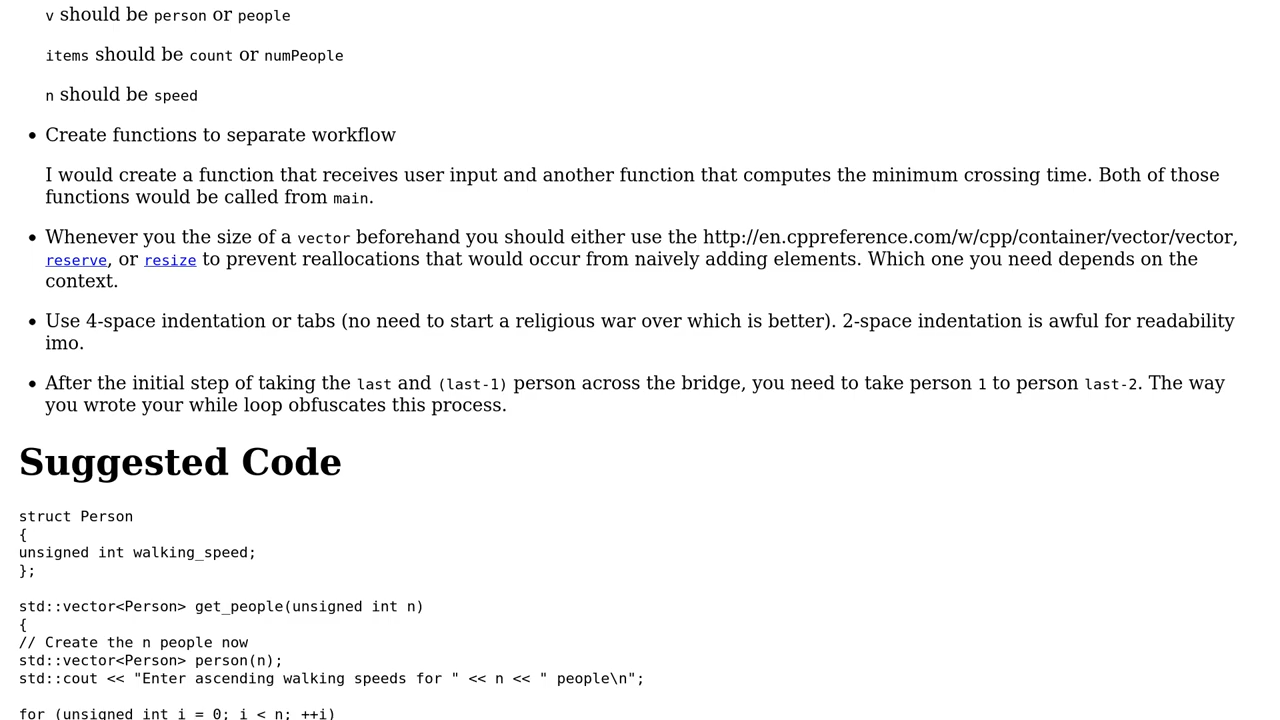 v should be person or people
items should be count or numPeople
n should be speed
• Create functions to separate workflow
I would create a function that receives user input and another function that computes the minimum crossing time. Both of those
functions would be called from main.
• Whenever you the size of a vector beforehand you should either use the http://en.cppreference.com/w/cpp/container/vector/vector,
reserve, or resize to prevent reallocations that would occur from naively adding elements. Which one you need depends on the
context.
• Use 4-space indentation or tabs (no need to start a religious war over which is better). 2-space indentation is awful for readability
imo.
• After the initial step of taking the last and (last-1) person across the bridge, you need to take person 1 to person last-2. The way
you wrote your while loop obfuscates this process.
Suggested Code
struct Person
{
unsigned int walking_speed;
};
std::vector<Person> get_people(unsigned int n)
{
// Create the n people now
std::vector<Person> person(n);
std::cout << "Enter ascending walking speeds for " << n << " people\n";
for (unsigned int i = 0; i < n; ++i)